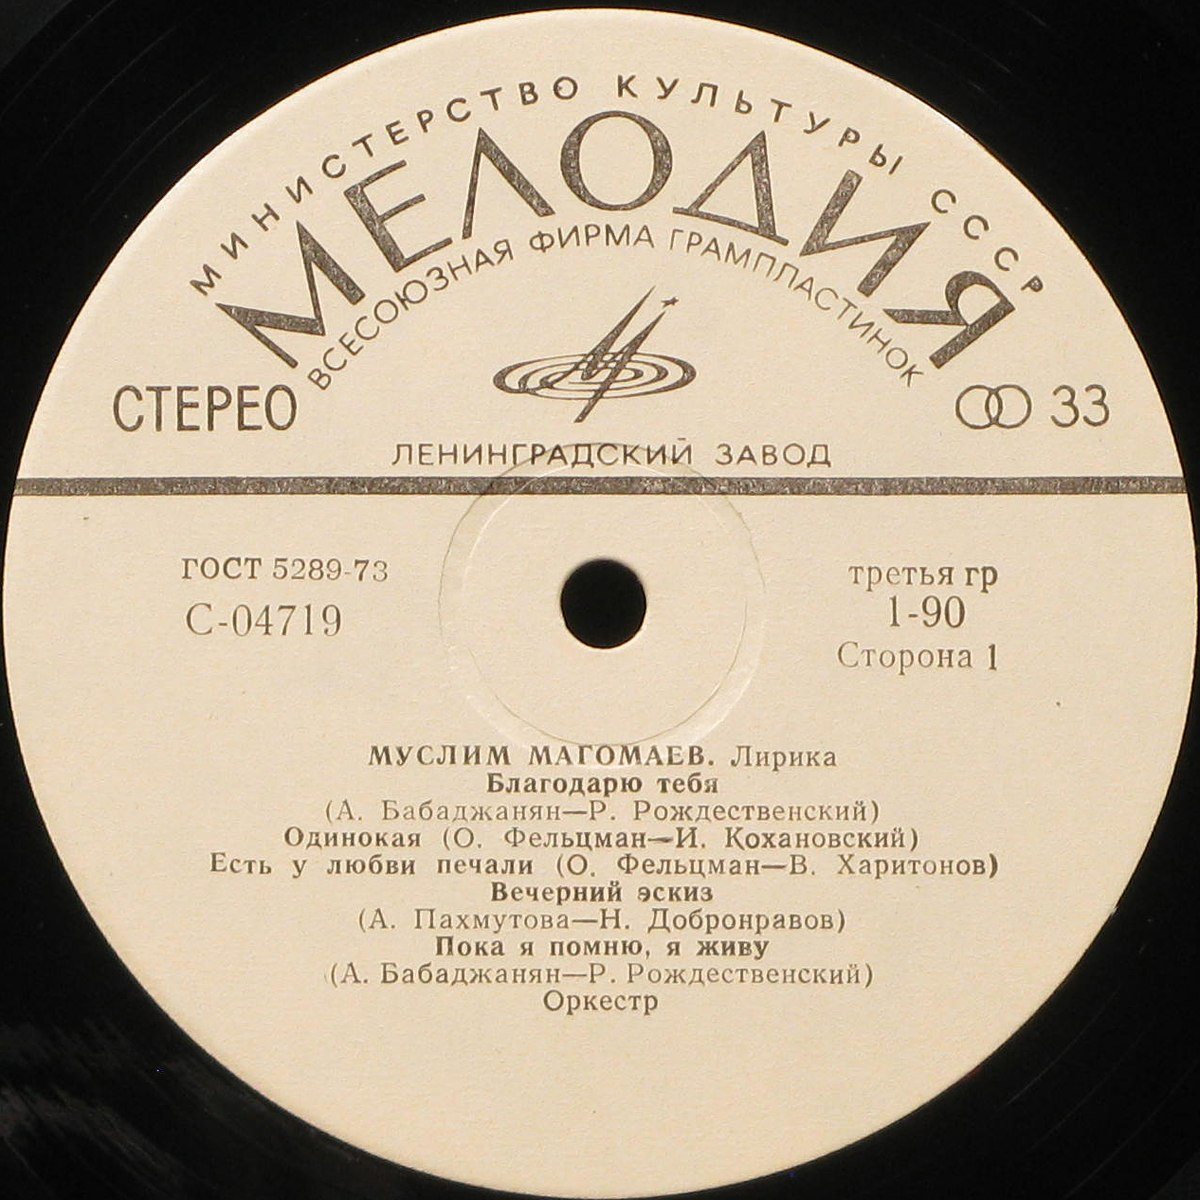 МИНИСТЕРСТВО КУЛЬТУРЫ СССР
МЕЛОДИЯ
ВСЕСОЮЗНАЯ ФИРМА ГРАМПЛАСТИНОК
СТЕРЕО
33
ЛЕНИНГРАДСКИЙ ЗАВОД
ГОСТ 5289-73
С-04719
третья гр
1-90
Сторона 1
МУСЛИМ МАГОМАЕВ. Лирика
Благодарю тебя
(А. Бабаджанян—Р. Рождественский)
Одинокая (О. Фельцман—И. Кохановский)
Есть у любви печали (О. Фельцман—В. Харитонов)
Вечерний эскиз
(А. Пахмутова—Н. Добронравов)
Пока я помню, я живу
(А. Бабаджанян—Р. Рождественский)
Оркестр